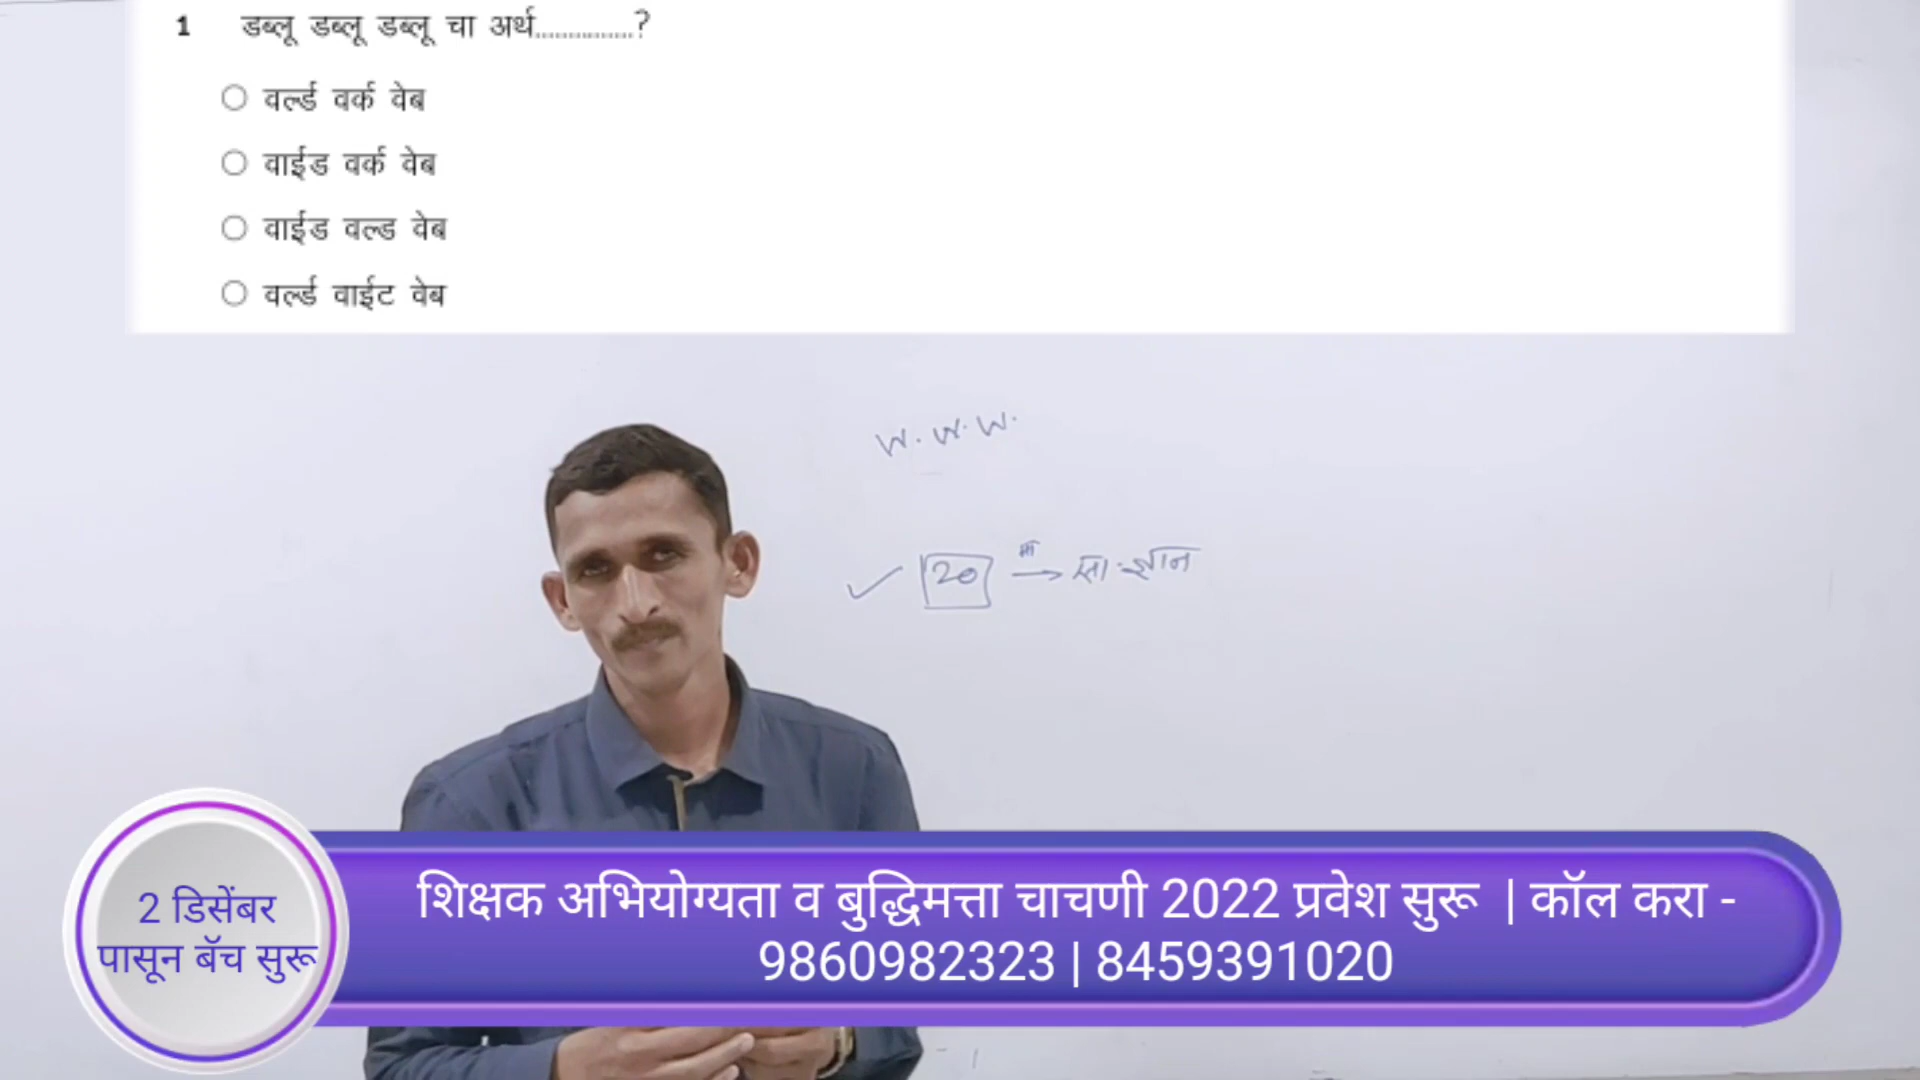 1 डब्लू डब्लू डब्लू चा अर्थ...............?
वर्ल्ड वर्क वेब
वाईड वर्क वेब
वाईड वल्ड वेब
वर्ल्ड वाईट वेब
W. W. W.
20 मा → सा. ज्ञान
2 डिसेंबर
पासून बॅच सुरू
शिक्षक अभियोग्यता व बुद्धिमत्ता चाचणी 2022 प्रवेश सुरू | कॉल करा -
9860982323 | 8459391020